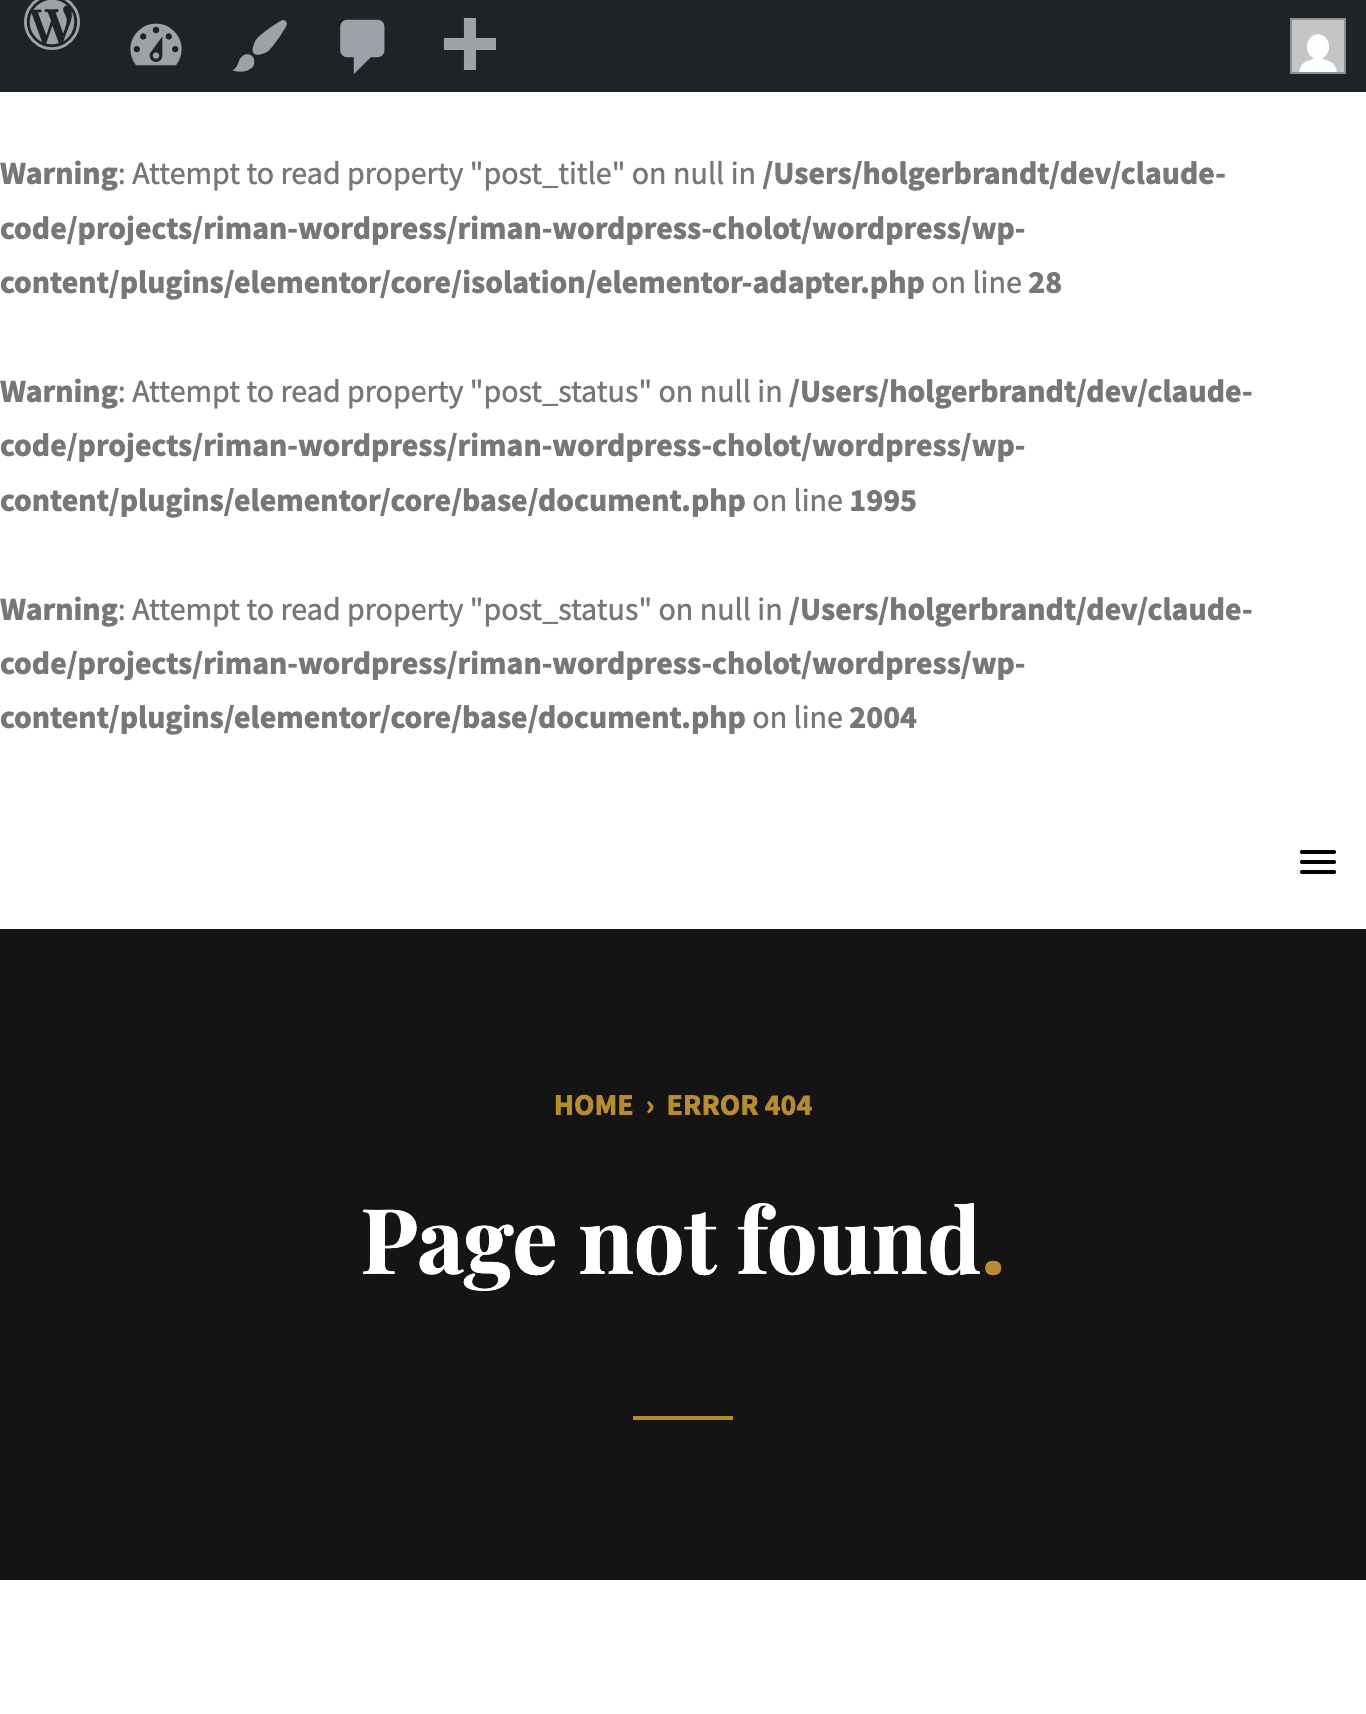 Warning: Attempt to read property "post_title" on null in /Users/holgerbrandt/dev/claude-
code/projects/riman-wordpress/riman-wordpress-cholot/wordpress/wp-
content/plugins/elementor/core/isolation/elementor-adapter.php on line 28
Warning: Attempt to read property "post_status" on null in /Users/holgerbrandt/dev/claude-
code/projects/riman-wordpress/riman-wordpress-cholot/wordpress/wp-
content/plugins/elementor/core/base/document.php on line 1995
Warning: Attempt to read property "post_status" on null in /Users/holgerbrandt/dev/claude-
code/projects/riman-wordpress/riman-wordpress-cholot/wordpress/wp-
content/plugins/elementor/core/base/document.php on line 2004
HOME › ERROR 404
Page not found.